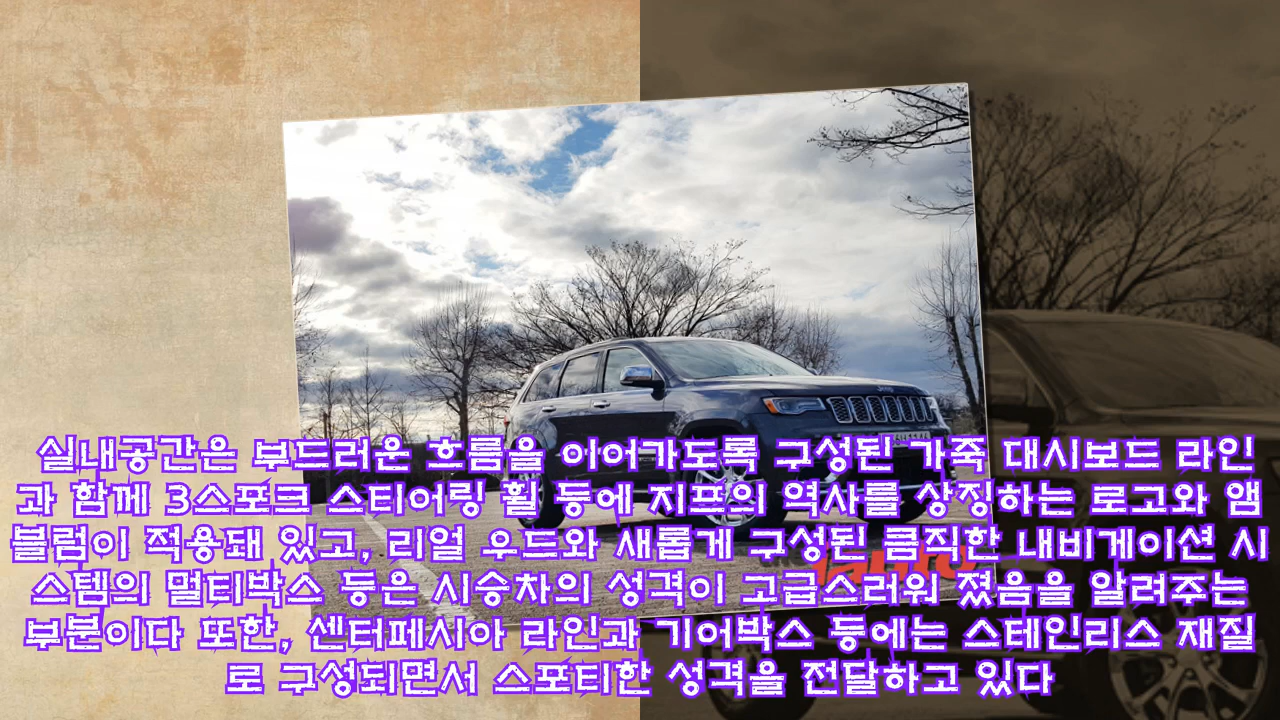 실내공간은 부드러운 흐름을 이어가도록 구성된 가죽 대시보드 라인
과 함께 3스포크 스티어링 휠 등에 지프의 역사를 상징하는 로고와 앰
블럼이 적용돼 있고, 리얼 우드와 새롭게 구성된 큼직한 내비게이션 시
스템의 멀티박스 등은 시승차의 성격이 고급스러워 졌음을 알려주는
부분이다 또한, 센터페시아 라인과 기어박스 등에는 스테인리스 재질
로 구성되면서 스포티한 성격을 전달하고 있다